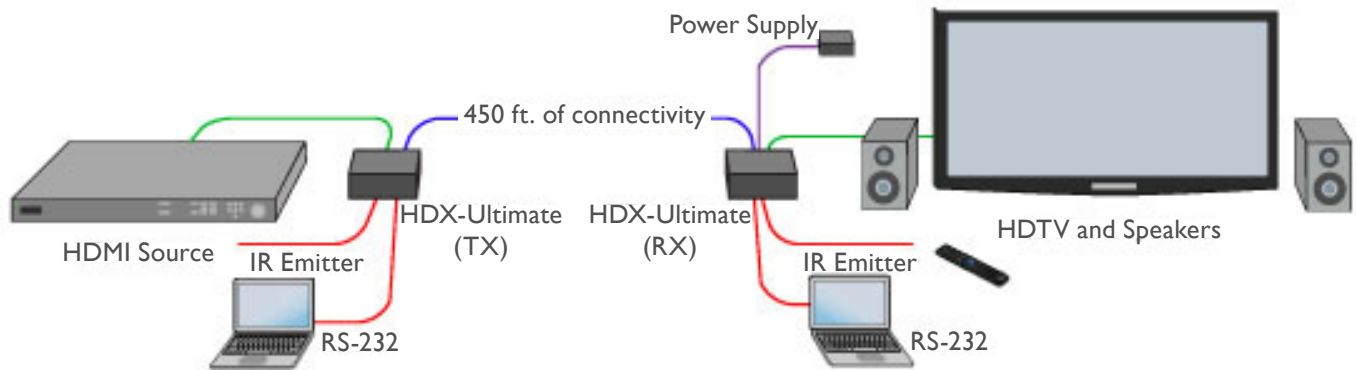 Power Supply
450 ft. of connectivity
HDMI Source
IR Emitter
HDX-Ultimate
(TX)
RS-232
HDX-Ultimate
(RX)
IR Emitter
RS-232
HDTV and Speakers